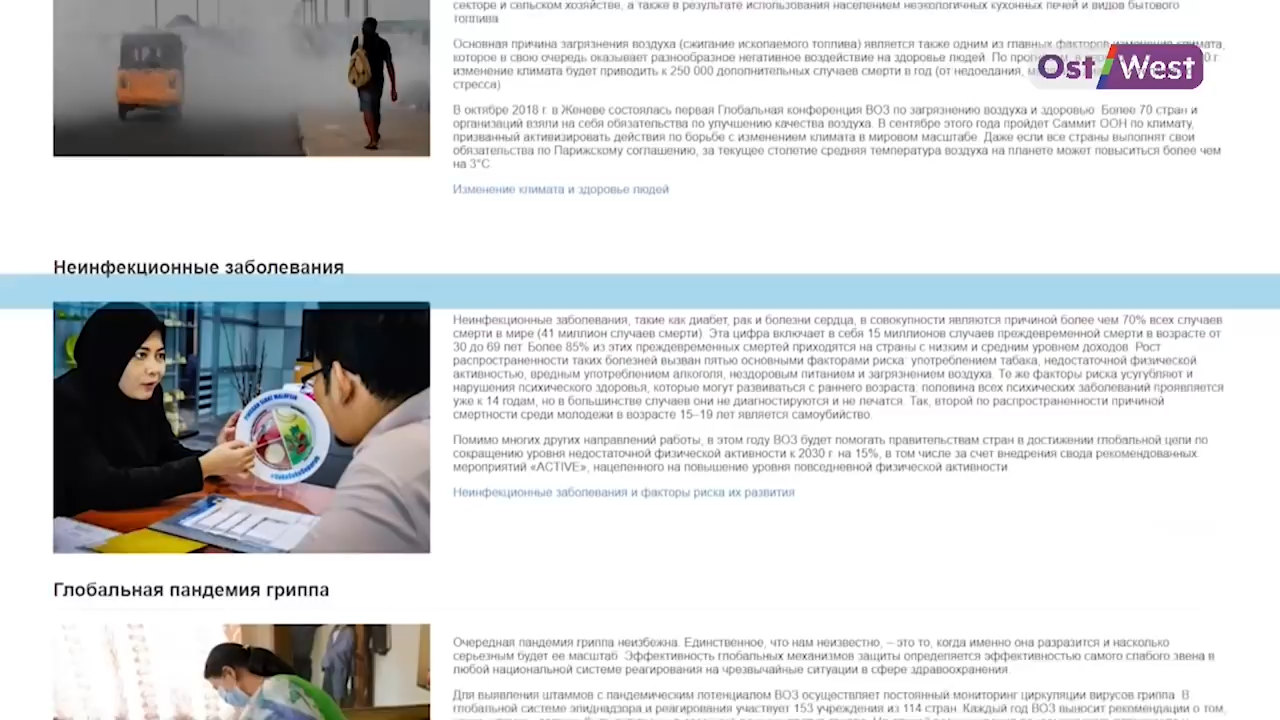 секторе и сельском хозяйстве, а также в результате использования населением неэкологичных кухонных печей и видов бытового
топлива
Основная причина загрязнения воздуха (сжигание ископаемого топлива) является также одним из главных факторов изменения климата,
которое в свою очередь оказывает разнообразное негативное воздействие на здоровье людей. По
изменение климата будет приводить к 250 000 дополнительных случаев смерти в год (от недоедания,
стресса)
Ost West
В октябре 2018 г. в Женеве состоялась первая Глобальная конференция ВОЗ по загрязнению воздуха и здоровью. Более 70 стран и
организаций взяли на себя обязательства по улучшению качества воздуха. В сентябре этого года пройдет Саммит ООН по климату,
призванный активизировать действия по борьбе с изменением климата в мировом масштабе. Даже если все страны выполнят свои
обязательства по Парижскому соглашению, за текущее столетие средняя температура воздуха на планете может повыситься более чем
на 3°C
Изменение климата и здоровье людей
Неинфекционные заболевания
Неинфекционные заболевания, такие как диабет, рак и болезни сердца, в совокупности являются причиной более чем 70% всех случаев
смерти в мире (41 миллион случаев смерти). Эта цифра включает в себя 15 миллионов случаев преждевременной смерти в возрасте от
30 до 69 лет. Более 85% из этих преждевременных смертей приходятся на страны с низким и средним уровнем доходов. Рост
распространенности таких болезней вызван пятью основными факторами риска: употреблением табака, недостаточной физической
активностью, вредным употреблением алкоголя, нездоровым питанием и загрязнением воздуха. Те же факторы риска усугубляют и
нарушения психического здоровья, которые могут развиваться с раннего возраста: половина всех психических заболеваний проявляется
уже к 14 годам, но в большинстве случаев они не диагностируются и не лечатся. Так, второй по распространенности причиной
смертности среди молодежи в возрасте 15–19 лет является самоубийство.
Помимо многих других направлений работы, в этом году ВОЗ будет помогать правительствам стран в достижении глобальной цели по
сокращению уровня недостаточной физической активности к 2030 г. на 15%, в том числе за счет внедрения свода рекомендованных
мероприятий «ACTIVE», нацеленного на повышение уровня повседневной физической активности
Неинфекционные заболевания и факторы риска их развития
Глобальная пандемия гриппа
Очередная пандемия гриппа неизбежна. Единственное, что нам неизвестно, – это то, когда именно она разразится и насколько
серьезным будет ее масштаб. Эффективность глобальных механизмов защиты определяется эффективностью самого слабого звена в
любой национальной системе реагирования на чрезвычайные ситуации в сфере здравоохранения.
Для выявления штаммов с пандемическим потенциалом ВОЗ осуществляет постоянный мониторинг циркуляции вирусов гриппа. В
глобальной системе эпиднадзора и реагирования участвует 153 учреждения из 114 стран. Каждый год ВОЗ выносит рекомендации о том,